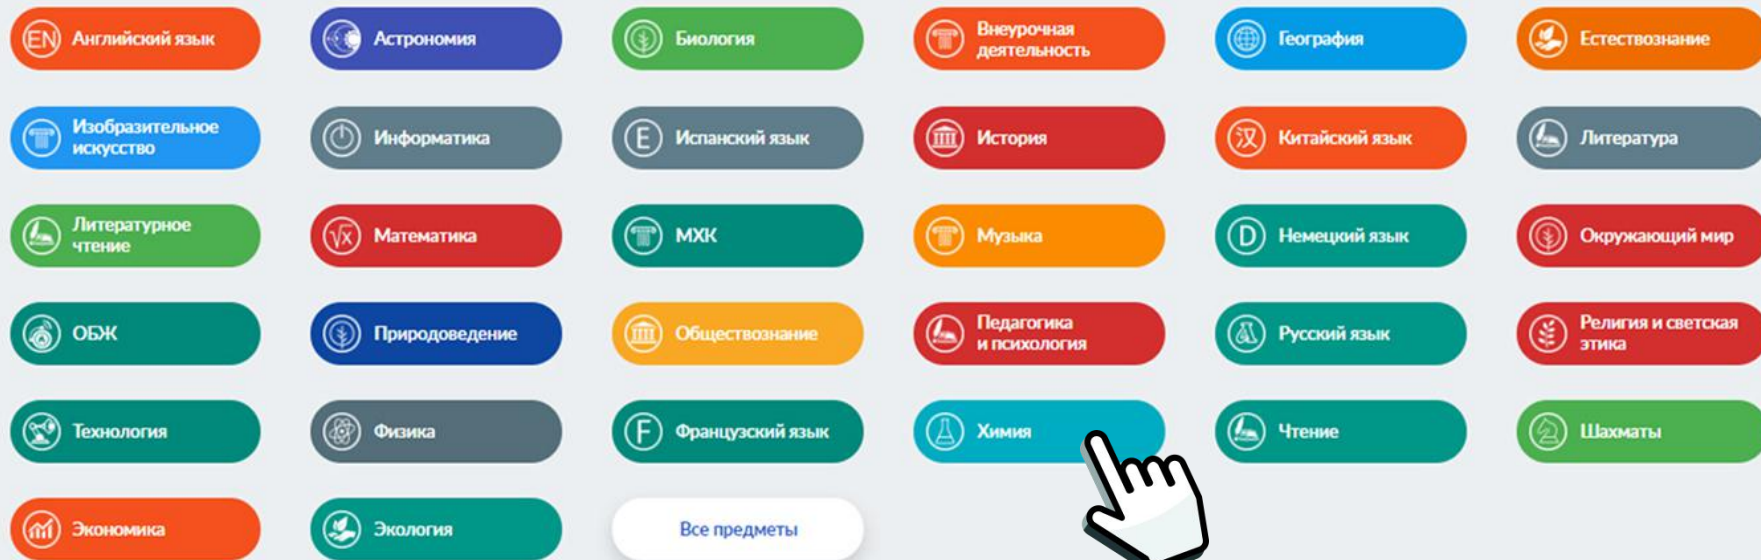 EN Английский язык
Астрономия
Биология
Внеурочная
деятельность
География
Естествознание
Изобразительное
искусство
Информатика
E Испанский язык
История
汉 Китайский язык
Литература
Литературное
чтение
√x Математика
МХК
Музыка
D Немецкий язык
Окружающий мир
ОБЖ
Природоведение
Обществознание
Педагогика
и психология
Русский язык
Религия и светская
этика
Технология
Физика
F Французский язык
Химия
Чтение
Шахматы
Экономика
Экология
Все предметы